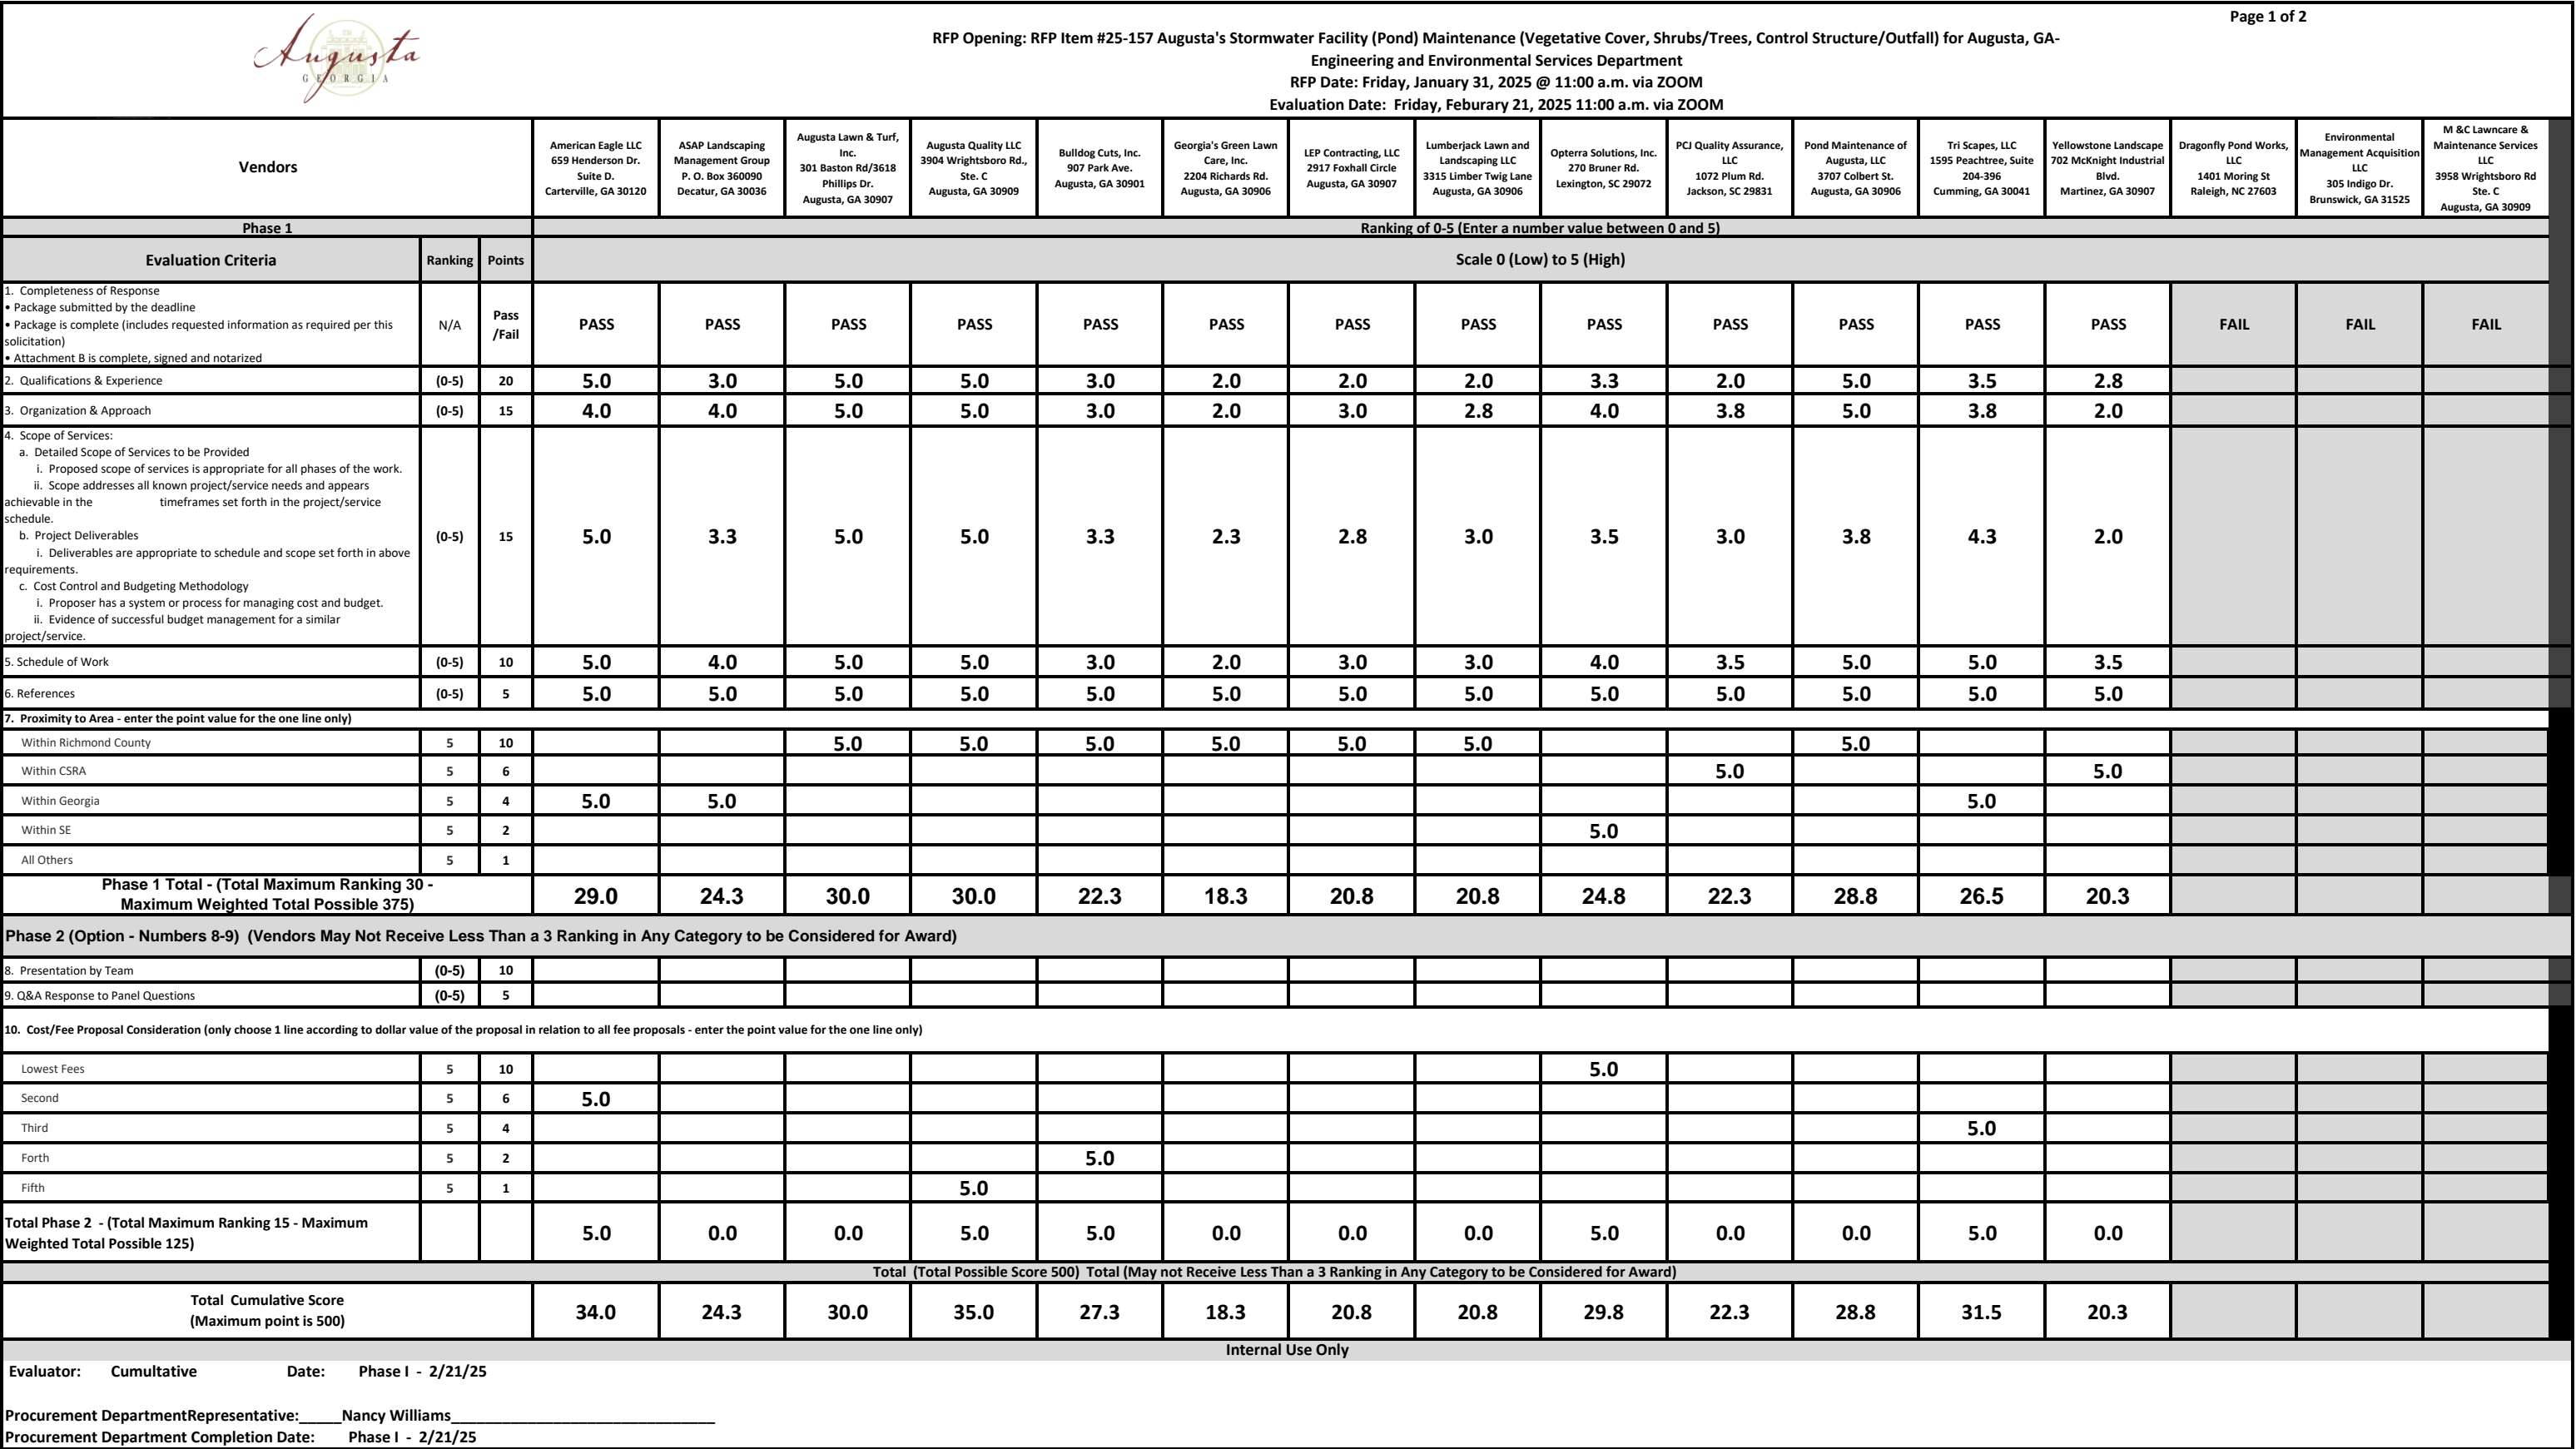 Page 1 of 2
Augusta
GEORGIA
RFP Opening: RFP Item #25-157 Augusta's Stormwater Facility (Pond) Maintenance (Vegetative Cover, Shrubs/Trees, Control Structure/Outfall) for Augusta, GA-
Engineering and Environmental Services Department
RFP Date: Friday, January 31, 2025 @ 11:00 a.m. via ZOOM
Evaluation Date: Friday, Feburary 21, 2025 11:00 a.m. via ZOOM
Vendors
American Eagle LLC
659 Henderson Dr.
Suite D.
Carterville, GA 30120
ASAP Landscaping
Management Group
P. O. Box 360090
Decatur, GA 30036
Augusta Lawn & Turf,
Inc.
301 Baston Rd/3618
Phillips Dr.
Augusta, GA 30907
Augusta Quality LLC
3904 Wrightsboro Rd.,
Ste. C
Augusta, GA 30909
Bulldog Cuts, Inc.
907 Park Ave.
Augusta, GA 30901
Georgia's Green Lawn
Care, Inc.
2204 Richards Rd.
Augusta, GA 30906
LEP Contracting, LLC
2917 Foxhall Circle
Augusta, GA 30907
Lumberjack Lawn and
Landscaping LLC
3315 Limber Twig Lane
Augusta, GA 30906
Opterra Solutions, Inc.
270 Bruner Rd.
Lexington, SC 29072
PCJ Quality Assurance,
LLC
1072 Plum Rd.
Jackson, SC 29831
Pond Maintenance of
Augusta, LLC
3707 Colbert St.
Augusta, GA 30906
Tri Scapes, LLC
1595 Peachtree, Suite
204-396
Cumming, GA 30041
Yellowstone Landscape
702 McKnight Industrial
Blvd.
Martinez, GA 30907
Dragonfly Pond Works,
LLC
1401 Moring St
Raleigh, NC 27603
Environmental
Management Acquisition
LLC
305 Indigo Dr.
Brunswick, GA 31525
M &C Lawncare &
Maintenance Services
LLC
3958 Wrightsboro Rd
Ste. C
Augusta, GA 30909
Phase 1 Ranking of 0-5 (Enter a number value between 0 and 5)
Evaluation Criteria Ranking Points Scale 0 (Low) to 5 (High)
1. Completeness of Response
• Package submitted by the deadline
• Package is complete (includes requested information as required per this
solicitation)
• Attachment B is complete, signed and notarized
N/A
Pass
/Fail
PASS PASS PASS PASS PASS PASS PASS PASS PASS PASS PASS PASS PASS FAIL FAIL FAIL
2. Qualifications & Experience (0-5) 20 5.0 3.0 5.0 5.0 3.0 2.0 2.0 2.0 3.3 2.0 5.0 3.5 2.8
3. Organization & Approach (0-5) 15 4.0 4.0 5.0 5.0 3.0 2.0 3.0 2.8 4.0 3.8 5.0 3.8 2.0
4. Scope of Services:
a. Detailed Scope of Services to be Provided
i. Proposed scope of services is appropriate for all phases of the work.
ii. Scope addresses all known project/service needs and appears
achievable in the timeframes set forth in the project/service
schedule.
b. Project Deliverables
i. Deliverables are appropriate to schedule and scope set forth in above
requirements.
c. Cost Control and Budgeting Methodology
i. Proposer has a system or process for managing cost and budget.
ii. Evidence of successful budget management for a similar
project/service.
(0-5) 15 5.0 3.3 5.0 5.0 3.3 2.3 2.8 3.0 3.5 3.0 3.8 4.3 2.0
5. Schedule of Work (0-5) 10 5.0 4.0 5.0 5.0 3.0 2.0 3.0 3.0 4.0 3.5 5.0 5.0 3.5
6. References (0-5) 5 5.0 5.0 5.0 5.0 5.0 5.0 5.0 5.0 5.0 5.0 5.0 5.0 5.0
7. Proximity to Area - enter the point value for the one line only)
Within Richmond County 5 10 5.0 5.0 5.0 5.0 5.0 5.0 5.0
Within CSRA 5 6 5.0 5.0
Within Georgia 5 4 5.0 5.0 5.0
Within SE 5 2 5.0
All Others 5 1
Phase 1 Total - (Total Maximum Ranking 30 -
Maximum Weighted Total Possible 375)
29.0 24.3 30.0 30.0 22.3 18.3 20.8 20.8 24.8 22.3 28.8 26.5 20.3
Phase 2 (Option - Numbers 8-9) (Vendors May Not Receive Less Than a 3 Ranking in Any Category to be Considered for Award)
8. Presentation by Team (0-5) 10
9. Q&A Response to Panel Questions (0-5) 5
10. Cost/Fee Proposal Consideration (only choose 1 line according to dollar value of the proposal in relation to all fee proposals - enter the point value for the one line only)
Lowest Fees 5 10 5.0
Second 5 6 5.0
Third 5 4 5.0
Forth 5 2 5.0
Fifth 5 1 5.0
Total Phase 2 - (Total Maximum Ranking 15 - Maximum
Weighted Total Possible 125)
5.0 0.0 0.0 5.0 5.0 0.0 0.0 0.0 5.0 0.0 0.0 5.0 0.0
Total (Total Possible Score 500) Total (May not Receive Less Than a 3 Ranking in Any Category to be Considered for Award)
Total Cumulative Score
(Maximum point is 500)
34.0 24.3 30.0 35.0 27.3 18.3 20.8 20.8 29.8 22.3 28.8 31.5 20.3
Internal Use Only
Evaluator: Cumultative Date: Phase I - 2/21/25
Procurement DepartmentRepresentative:_____Nancy Williams_______________________________
Procurement Department Completion Date: Phase I - 2/21/25